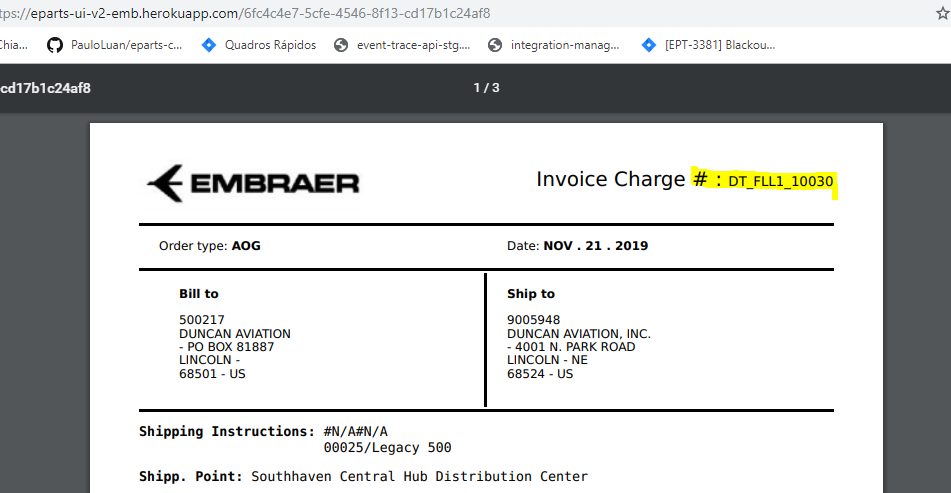 tps://eparts-ui-v2-emb.herokuapp.com/6fc4c4e7-5cfe-4546-8f13-cd17b1c24af8
Chia... PauloLuan/eparts-c... Quadros Rápidos event-trace-api-stg.... integration-manag... [EPT-3381] Blackou...
cd17b1c24af8 1 / 3
EMBRAER
Invoice Charge # : DT_FLL1_10030
Order type: AOG Date: NOV . 21 . 2019
Bill to
500217
DUNCAN AVIATION
- PO BOX 81887
LINCOLN -
68501 - US
Ship to
9005948
DUNCAN AVIATION, INC.
- 4001 N. PARK ROAD
LINCOLN - NE
68524 - US
Shipping Instructions: #N/A#N/A
00025/Legacy 500
Shipp. Point: Southhaven Central Hub Distribution Center